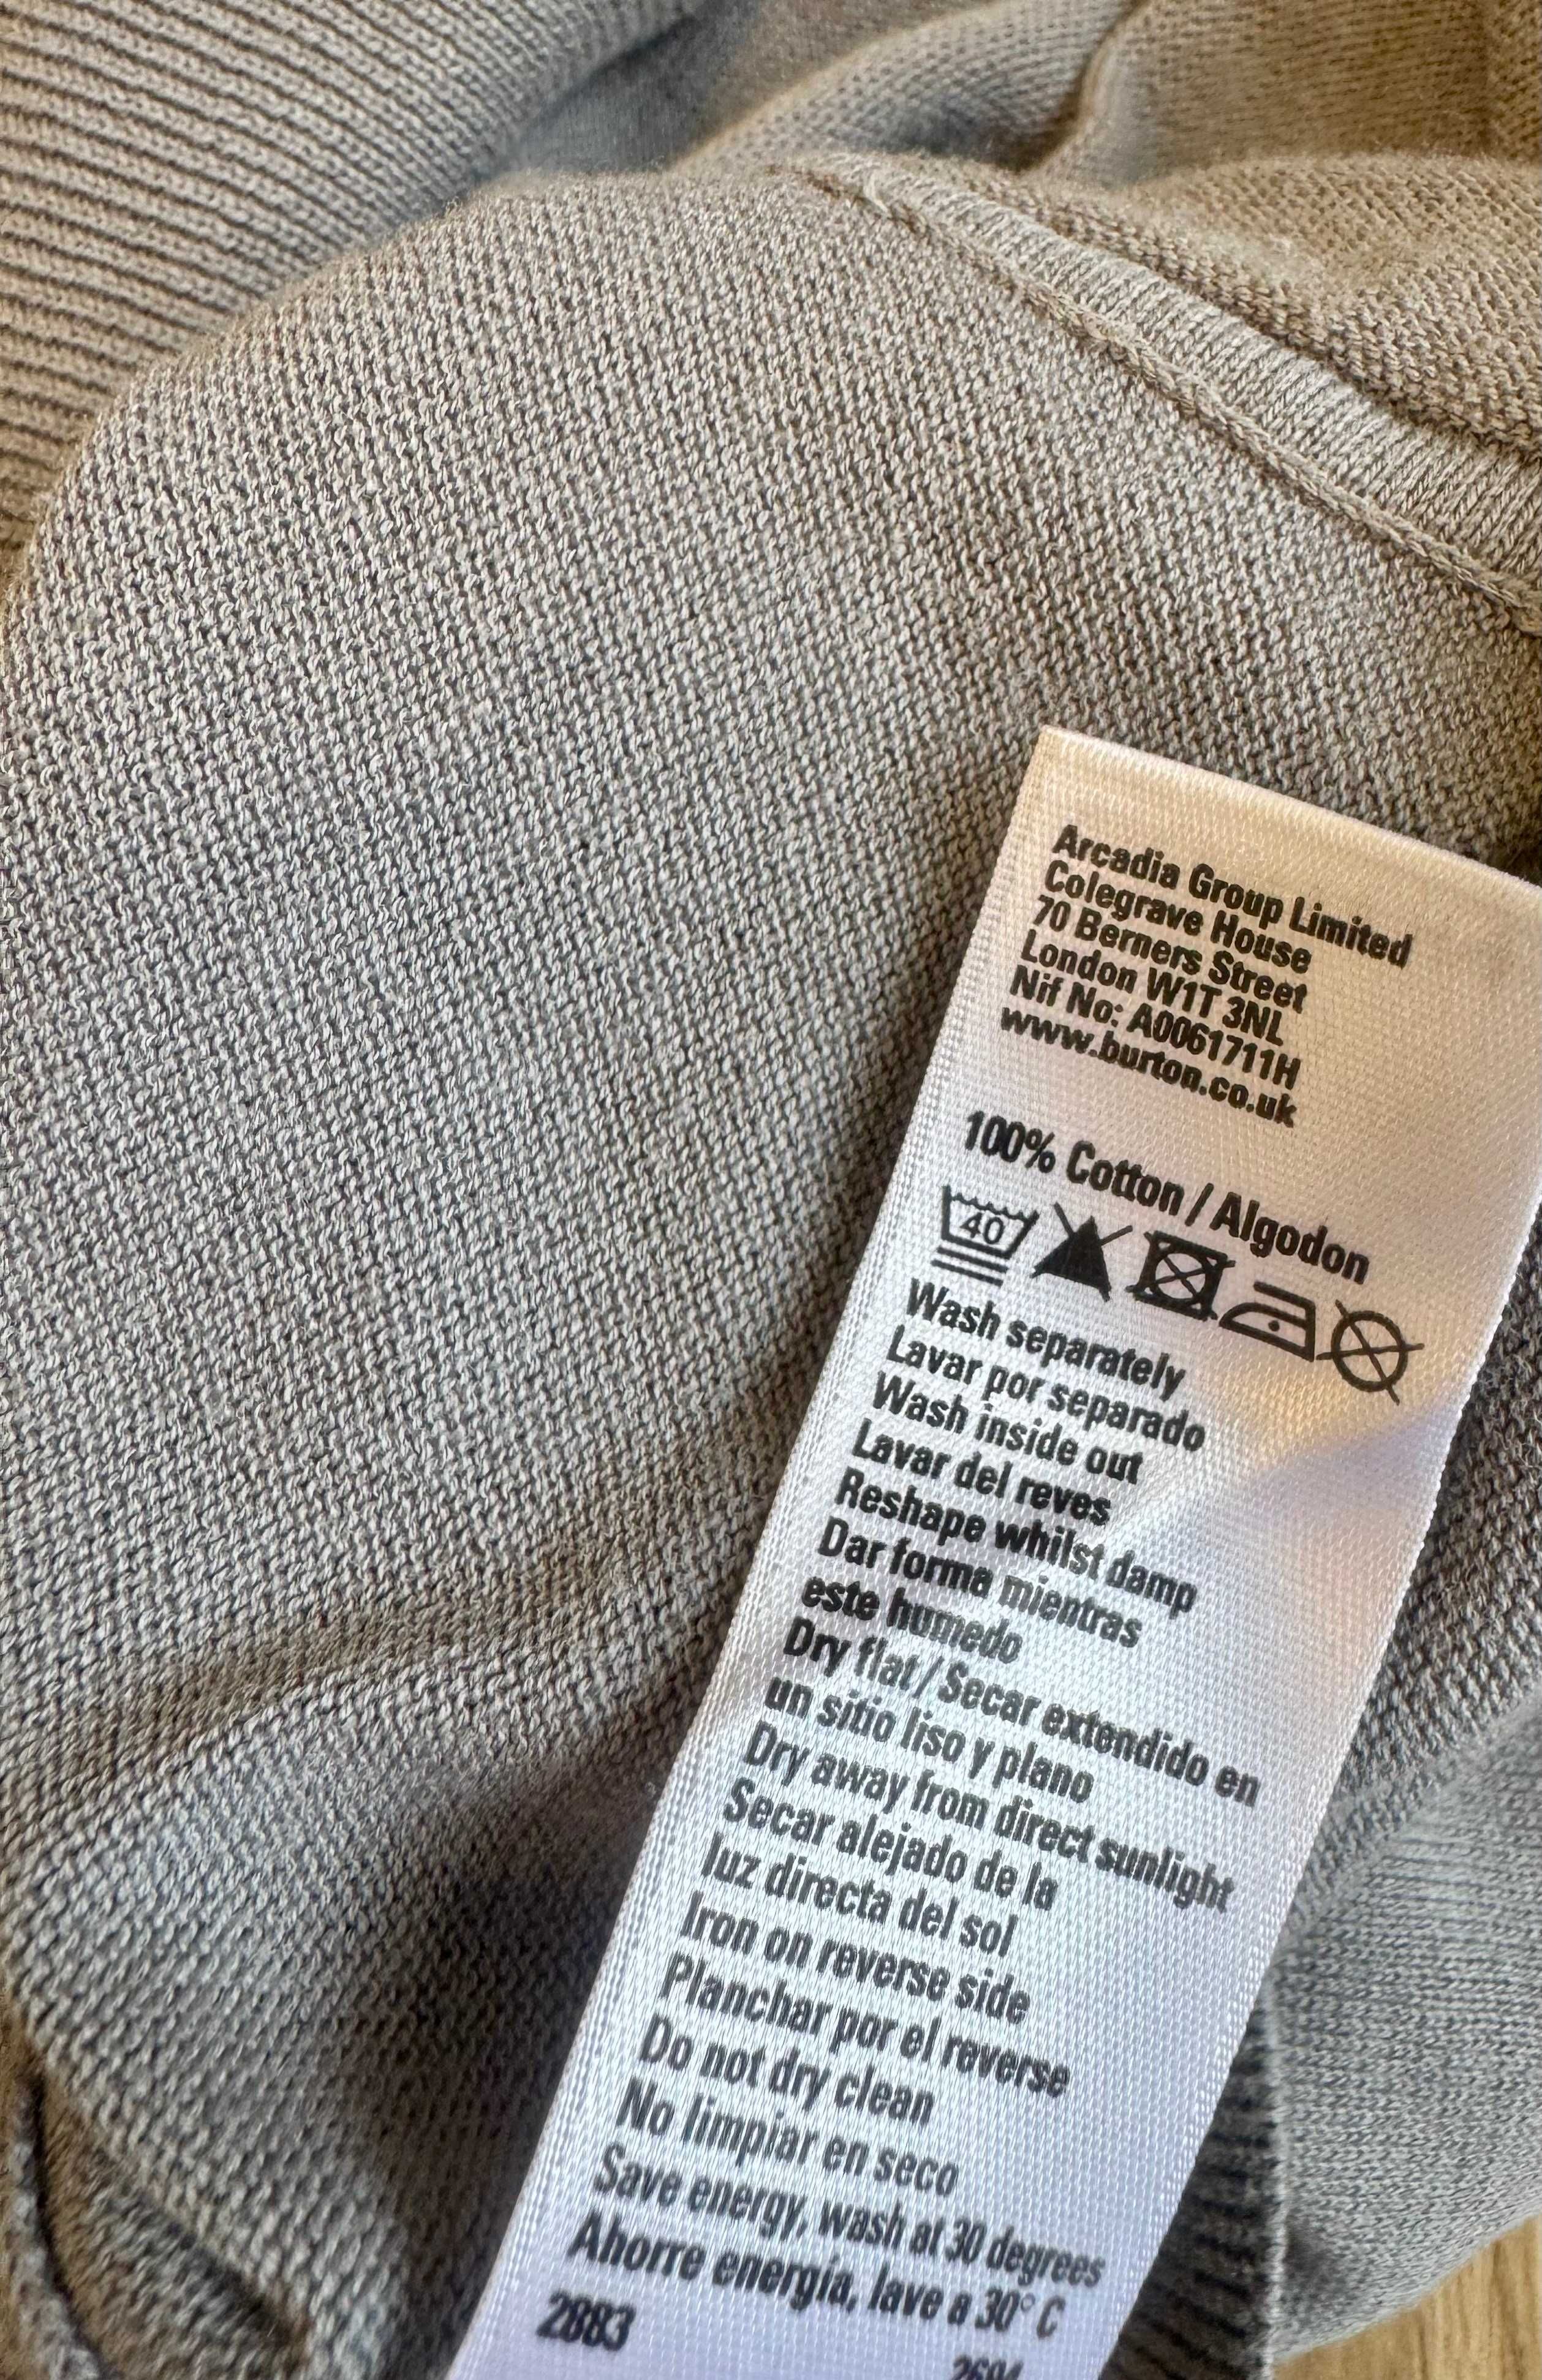 Arcadia Group Limited
Colegrave House
70 Berners Street
London W1T 3NL
Nif No: A0061711H
www.burton.co.uk
100% Cotton / Algodon
40
Wash separately
Lavar por separado
Wash inside out
Lavar del reves
Reshape whilst damp
Dar forma mientras
este humedo
Dry flat / Secar extendido en
un sitio liso y plano
Dry away from direct sunlight
Secar alejado de la
luz directa del sol
Iron on reverse side
Planchar por el reverse
Do not dry clean
No limpiar en seco
Save energy, wash at 30 degrees
Ahorre energia, lave a 30° C
2883